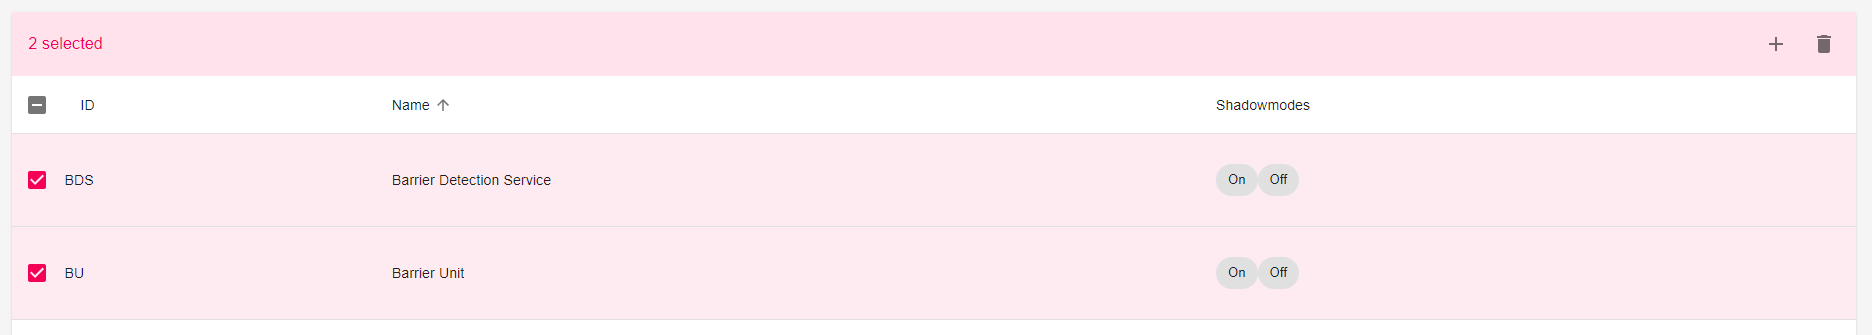 2 selected
ID Name Shadowmodes
BDS Barrier Detection Service On Off
BU Barrier Unit On Off